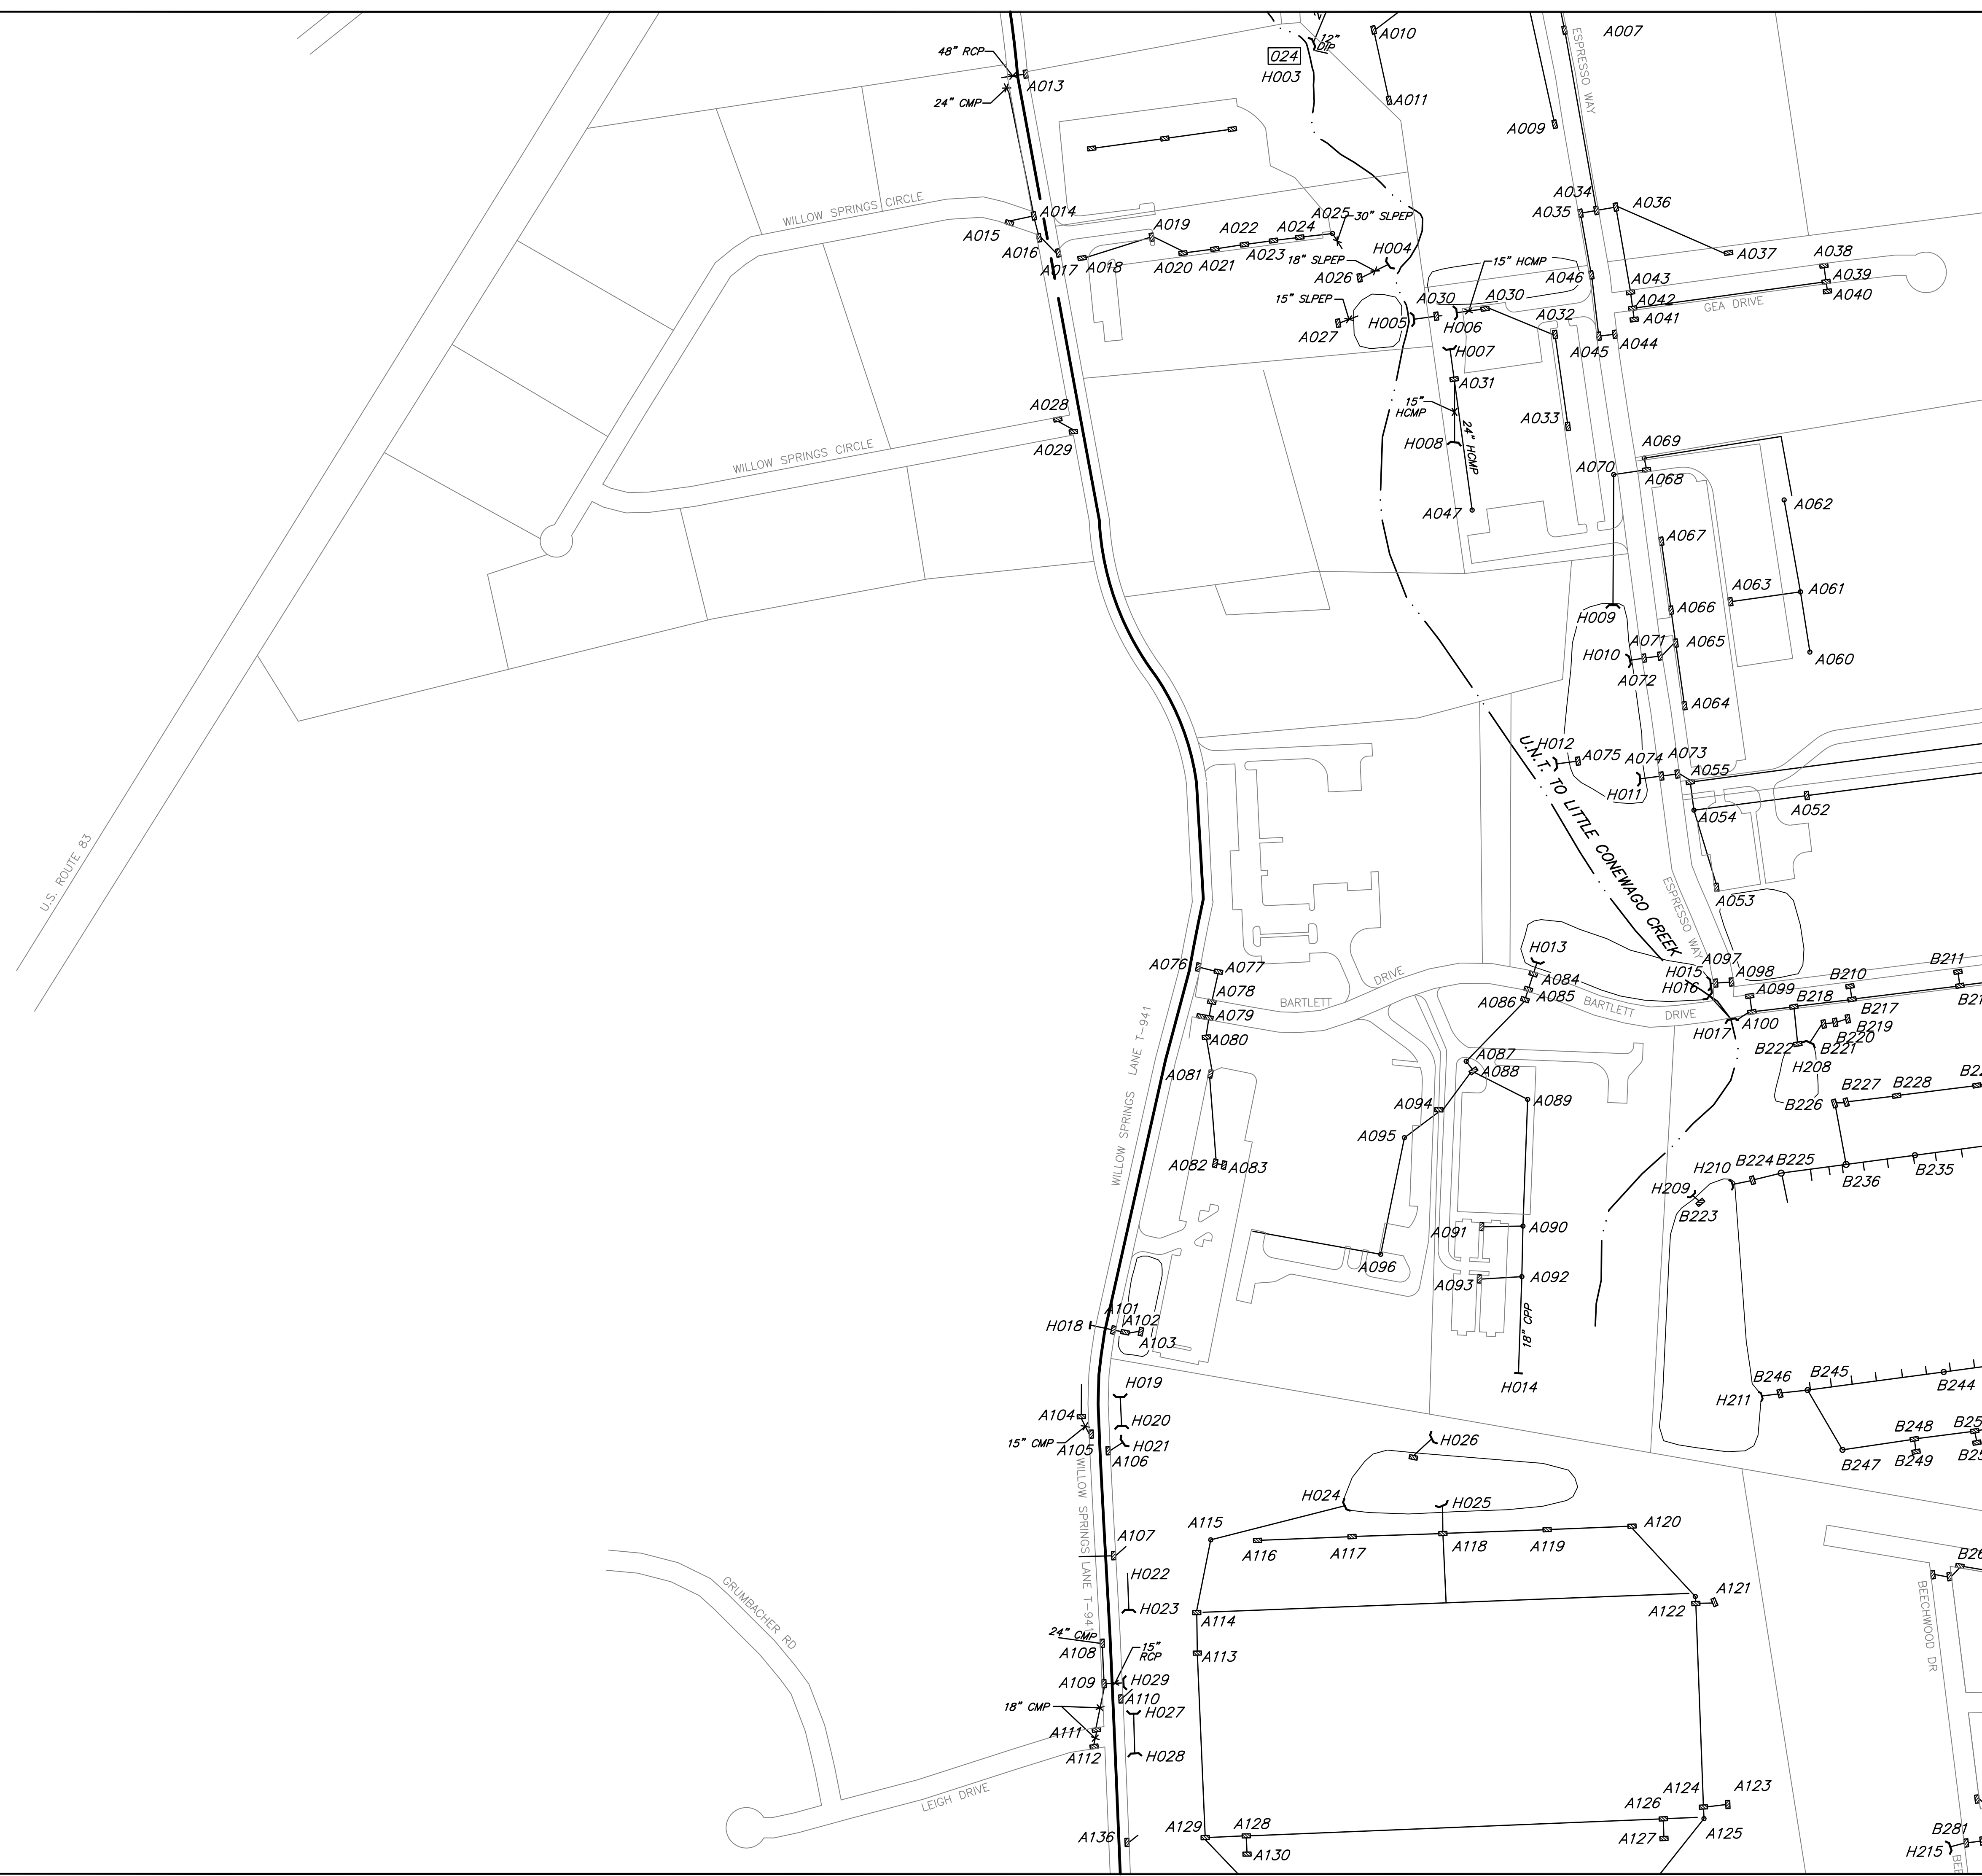 12"
DIP
A010
A007
ESPRESSO WAY
48" RCP
024
H003
A013
24" CMP
A011
A009
WILLOW SPRINGS CIRCLE
A014
A015
A016
A017
A018
A019
A020
A021
A022
A023
A024
A025
30" SLPEP
H004
18" SLPEP
A026
15" SLPEP
A027
A034
A035
A036
A037
A038
A039
A040
A043
A042
A041
GEA DRIVE
15" HCMP
A046
A030
A030
H005
H006
A032
A045
A044
H007
A031
15"
HCMP
H008
24" HCMP
A033
A047
A028
A029
WILLOW SPRINGS CIRCLE
A069
A070
A068
A062
A067
A063
A061
A066
H009
A071
A065
H010
A072
A060
A064
U.N.T. TO LITTLE CONEWAGO CREEK
H012
A075
A074
A073
A055
H011
A054
A052
A053
U.S. ROUTE 83
ESPRESSO WAY
A076
A077
A078
A079
A080
A081
A082
A083
BARTLETT
DRIVE
H013
A084
A085
A086
BARTLETT
DRIVE
A097
H015
A098
H016
A099
H017
A100
B210
B211
B218
B217
B219
B220
B221
B222
H208
B227
B228
B226
A087
A088
A089
A094
A095
A096
A091
A090
A093
A092
18" CPP
H014
WILLOW SPRINGS
LANE T-941
H210
B224
B225
B236
B235
H209
B223
A101
H018
A102
A103
H019
A104
H020
15" CMP
A105
H021
A106
B246
B245
H211
B244
B248
B247
B249
H026
H024
H025
WILLOW SPRINGS LANE T-941
A107
A115
A116
A117
A118
A119
A120
H022
H023
A114
A113
A121
A122
GRUMBACHER RD
24" CMP
A108
15"
RCP
A109
H029
A110
18" CMP
H027
A111
A112
H028
LEIGH DRIVE
BEECHWOOD DR
A124
A123
A126
A125
A127
A136
A129
A128
A130
B281
H215